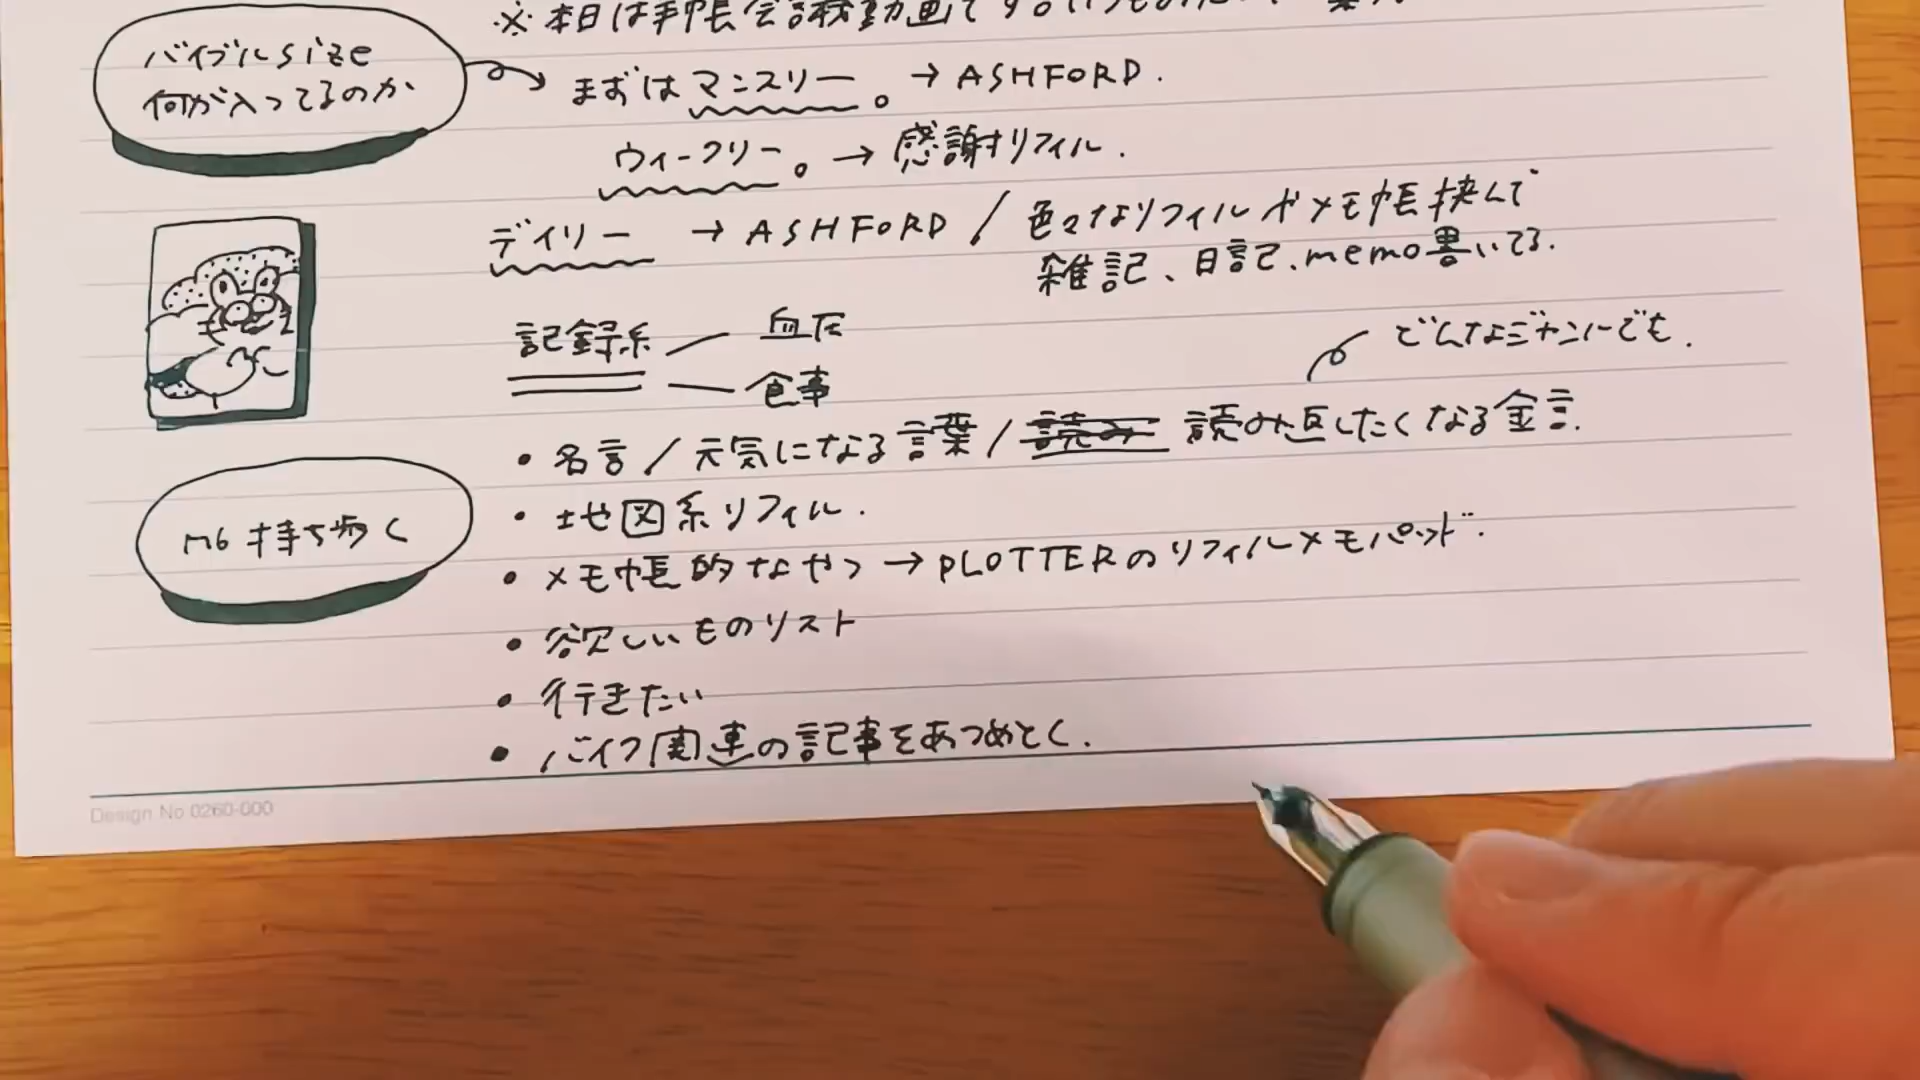 ※本日は手帳会議動画です。
バイブルsize
何が入ってるのか
まずはマンスリー。→ASHFORD.
ウィークリー。→感謝リフィル.
デイリー →ASHFORD/色々なリフィルやメモ帳挟んで
雑記、日記、memo書いてる.
記録系 血圧
食事
どんなジャンルでも.
・名言/元気になる言葉/読み 読み返したくなる金言.
・地図系リフィル.
m6持ち歩く
・メモ帳的なやつ→PLOTTERのリフィルメモパッド.
・欲しいものリスト
・行きたい
・バイク関連の記事をあつめとく.
Design No 0260-000